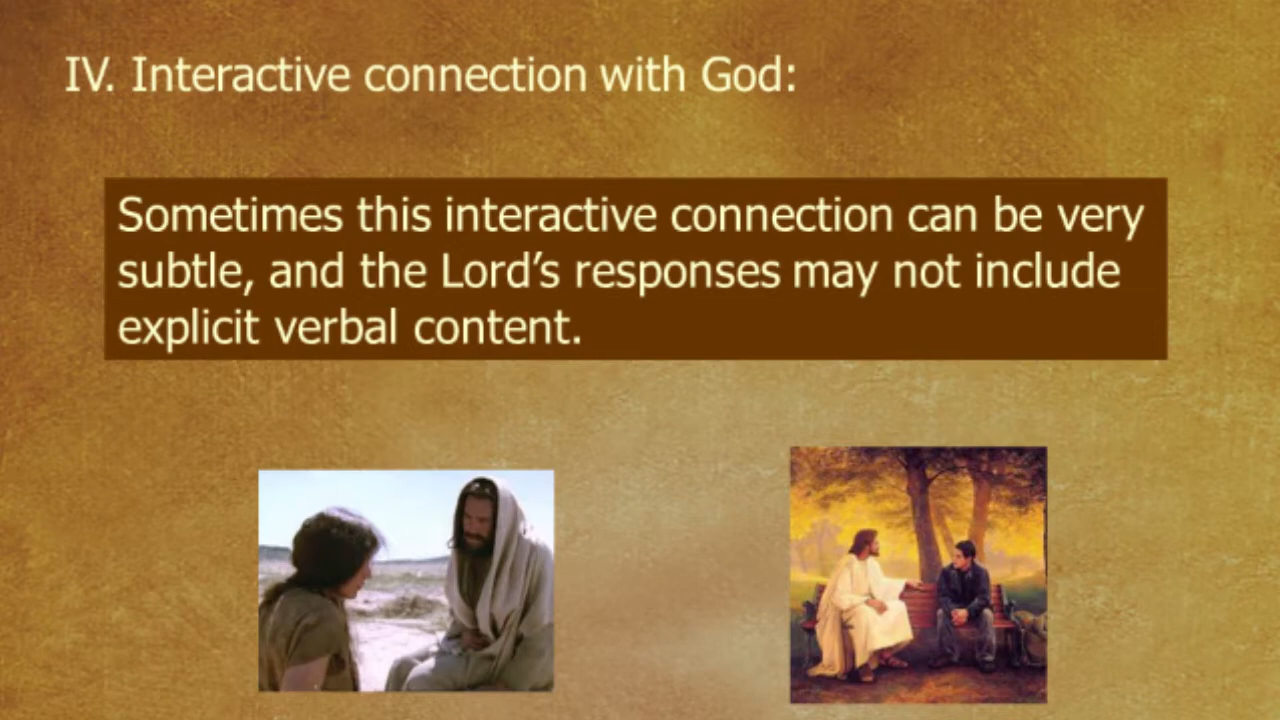 IV. Interactive connection with God:
Sometimes this interactive connection can be very
subtle, and the Lord’s responses may not include
explicit verbal content.